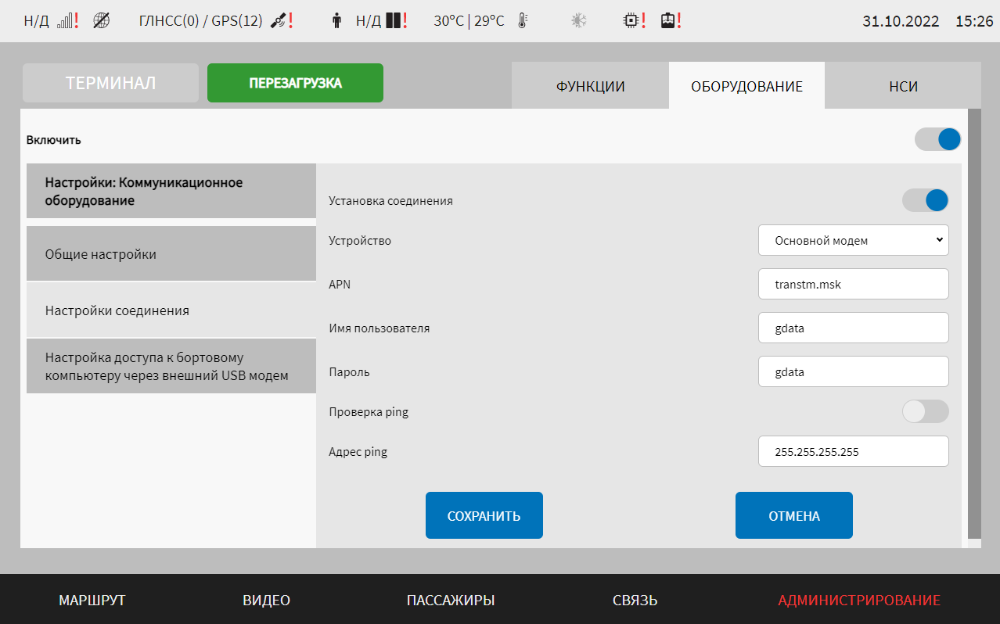 Н/Д ! ГЛНСС(0) / GPS(12) ! Н/Д ! 30°C | 29°C ! ! 31.10.2022 15:26
ТЕРМИНАЛ ПЕРЕЗАГРУЗКА ФУНКЦИИ ОБОРУДОВАНИЕ НСИ
Включить
Настройки: Коммуникационное
оборудование
Общие настройки
Настройки соединения
Настройка доступа к бортовому
компьютеру через внешний USB модем
Установка соединения
Устройство Основной модем
APN transtm.msk
Имя пользователя gdata
Пароль gdata
Проверка ping
Адрес ping 255.255.255.255
СОХРАНИТЬ ОТМЕНА
МАРШРУТ ВИДЕО ПАССАЖИРЫ СВЯЗЬ АДМИНИСТРИРОВАНИЕ